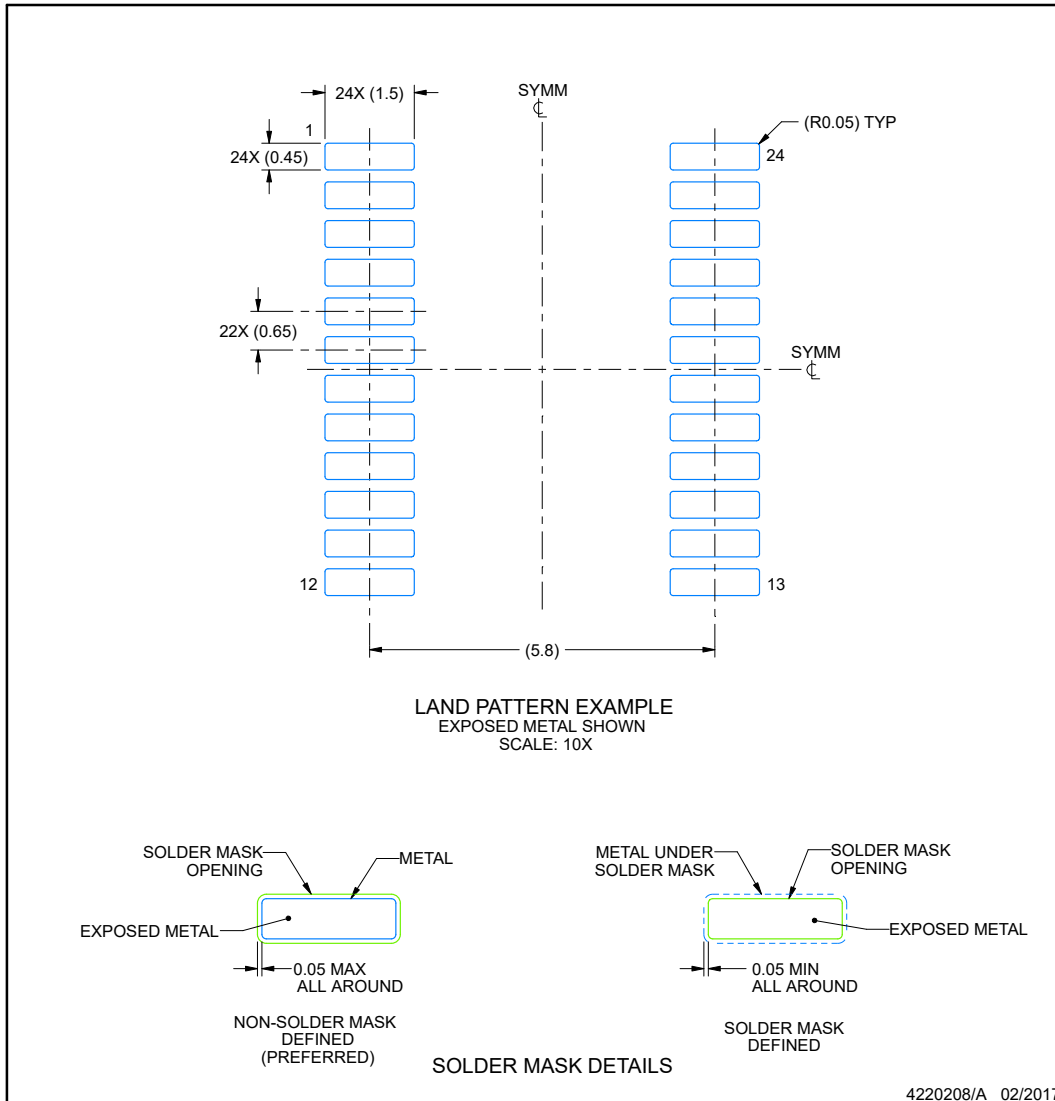 24X (1.5)
SYMM
℄
(R0.05) TYP
1
24X (0.45)
24
22X (0.65)
SYMM
℄
12
13
(5.8)
LAND PATTERN EXAMPLE
EXPOSED METAL SHOWN
SCALE: 10X
SOLDER MASK
OPENING
METAL
EXPOSED METAL
0.05 MAX
ALL AROUND
NON-SOLDER MASK
DEFINED
(PREFERRED)
METAL UNDER
SOLDER MASK
SOLDER MASK
OPENING
EXPOSED METAL
0.05 MIN
ALL AROUND
SOLDER MASK
DEFINED
SOLDER MASK DETAILS
4220208/A 02/2017